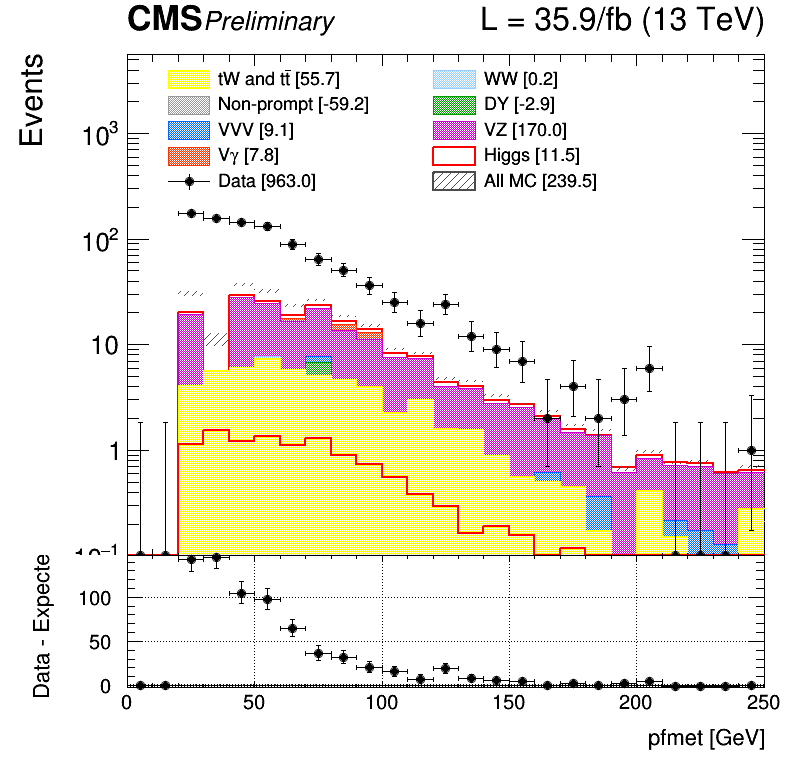 CMS Preliminary L = 35.9/fb (13 TeV)
Events
tW and tt̄ [55.7] WW [0.2]
Non-prompt [-59.2] DY [-2.9]
VVV [9.1] VZ [170.0]
Vγ [7.8] Higgs [11.5]
Data [963.0] All MC [239.5]
10³
10²
10
1
10⁻¹
Data - Expecte
100
50
0
0 50 100 150 200 250
pfmet [GeV]